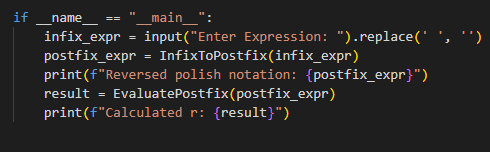 if __name__ == "__main__":
    infix_expr = input("Enter Expression: ").replace(' ', '')
    postfix_expr = InfixToPostfix(infix_expr)
    print(f"Reversed polish notation: {postfix_expr}")
    result = EvaluatePostfix(postfix_expr)
    print(f"Calculated r: {result}")